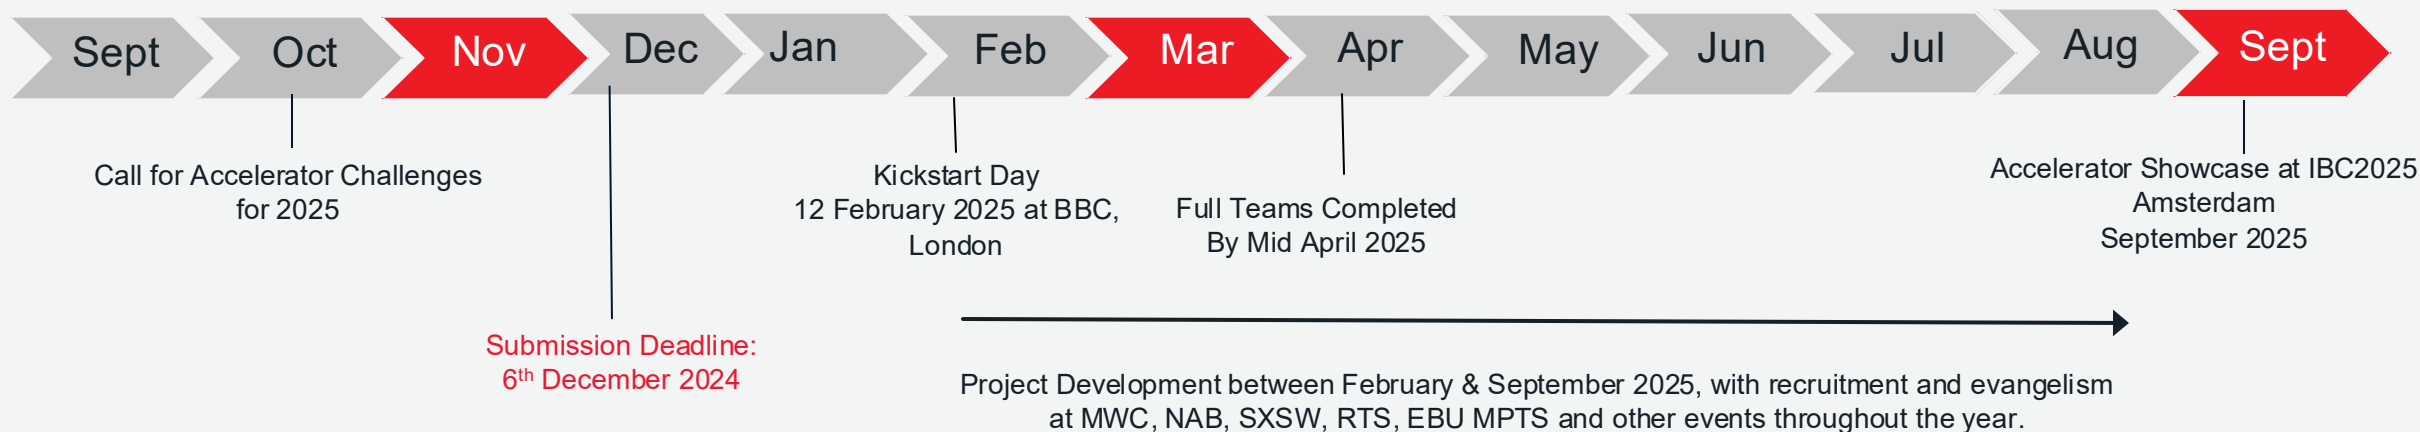 Sept Oct Nov Dec Jan Feb Mar Apr May Jun Jul Aug Sept
Call for Accelerator Challenges
for 2025
Submission Deadline:
6th December 2024
Kickstart Day
12 February 2025 at BBC,
London
Full Teams Completed
By Mid April 2025
Accelerator Showcase at IBC2025
Amsterdam
September 2025
Project Development between February & September 2025, with recruitment and evangelism
at MWC, NAB, SXSW, RTS, EBU MPTS and other events throughout the year.